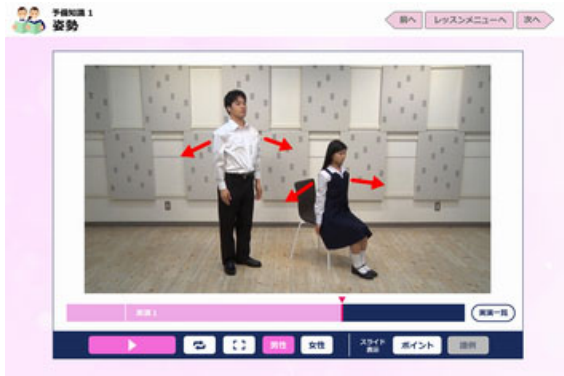 予備知識 1
姿勢
前へ レッスンメニューへ 次へ
実演 1
実演一覧
男性 女性 スライド表示 ポイント